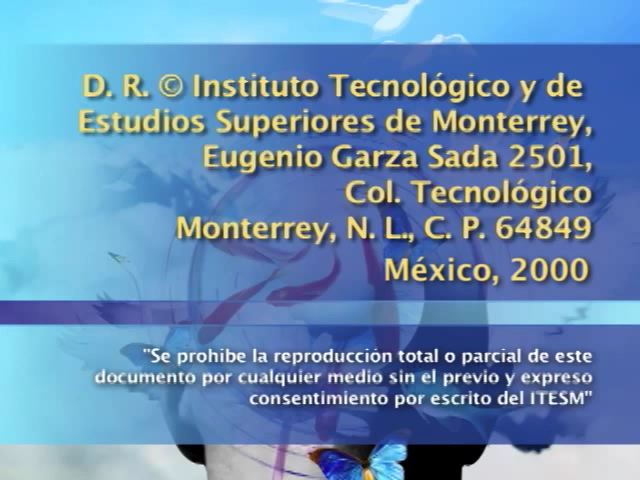 D. R. © Instituto Tecnológico y de
Estudios Superiores de Monterrey,
Eugenio Garza Sada 2501,
Col. Tecnológico
Monterrey, N. L., C. P. 64849
México, 2000
"Se prohibe la reproducción total o parcial de este
documento por cualquier medio sin el previo y expreso
consentimiento por escrito del ITESM"